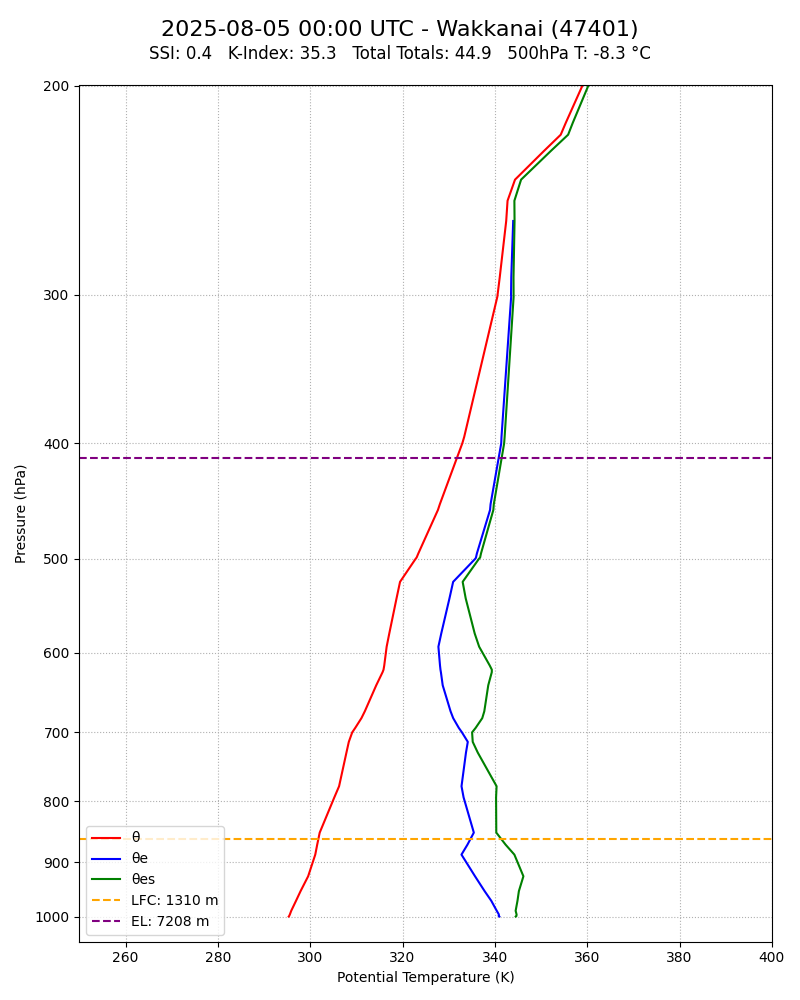 2025-08-05 00:00 UTC - Wakkanai (47401)
SSI: 0.4   K-Index: 35.3   Total Totals: 44.9   500hPa T: -8.3 °C
200
300
400
500
600
700
800
900
1000
Pressure (hPa)
θ
θe
θes
LFC: 1310 m
EL: 7208 m
260 280 300 320 340 360 380 400
Potential Temperature (K)